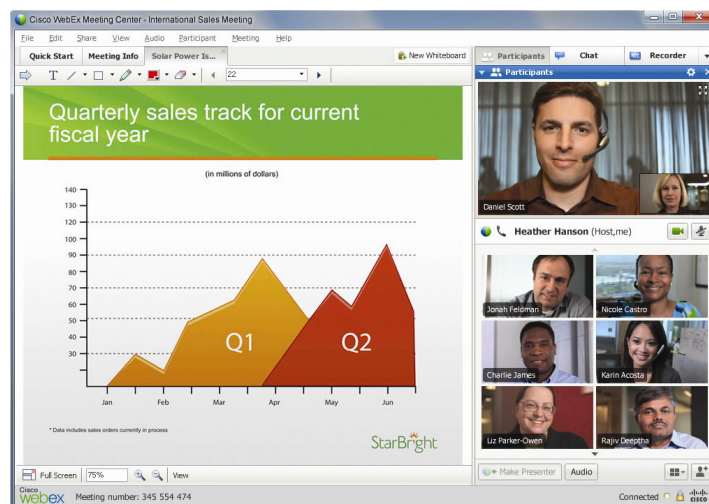 Cisco WebEx Meeting Center - International Sales Meeting
File Edit Share View Audio Participant Meeting Help
Quick Start Meeting Info Solar Power Is...
New Whiteboard
Participants Chat Recorder
T 22
Participants
Quarterly sales track for current
fiscal year
(in millions of dollars)
140
130
120
100
90
80
70
60
50
40
30
Q1 Q2
Jan Feb Mar Apr May Jun
* Data includes sales orders currently in process
StarBright
Daniel Scott
Heather Hanson (Host,me)
Jonah Feldman Nicole Castro
Charlie James Karin Acosta
Liz Parker-Owen Rajiv Deeptha
Full Screen 75% View
Make Presenter Audio
Cisco
webex Meeting number: 345 554 474
Connected
CISCO